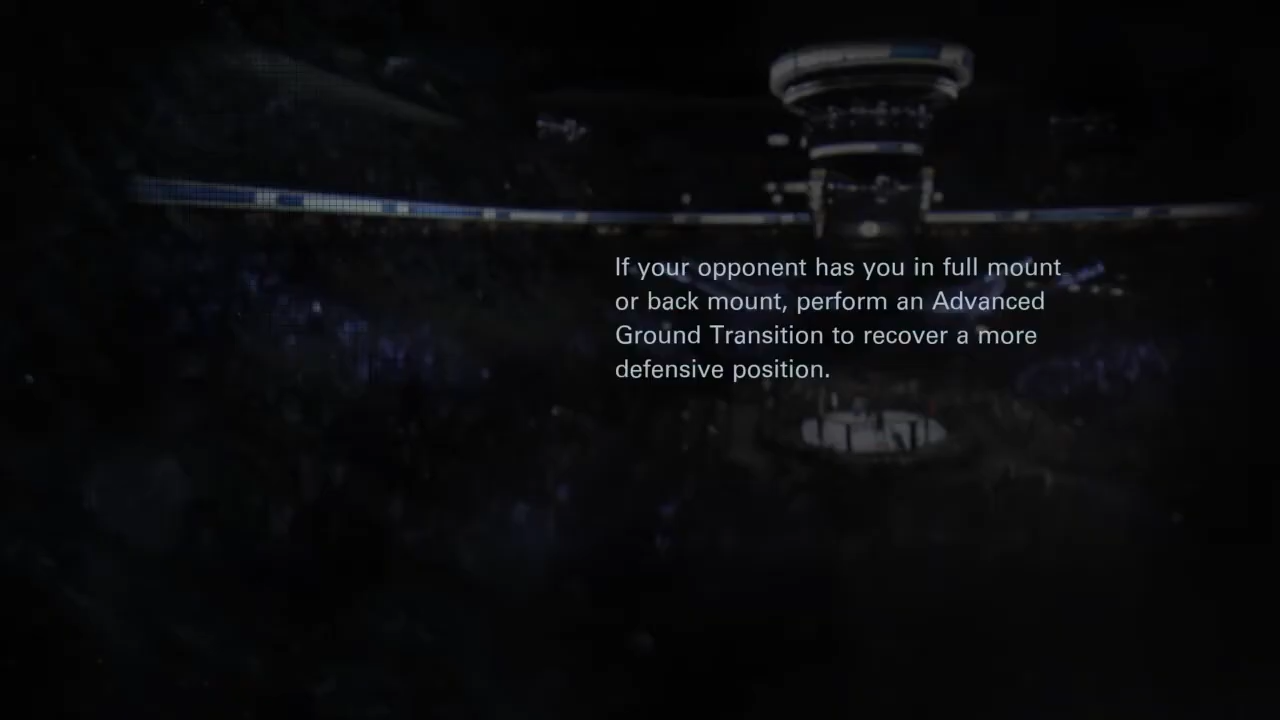 If your opponent has you in full mount
or back mount, perform an Advanced
Ground Transition to recover a more
defensive position.